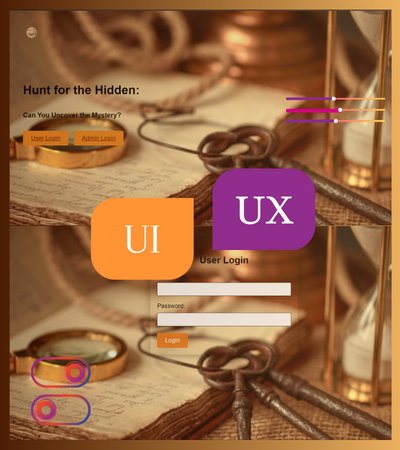 Hunt for the Hidden:
Can You Uncover the Mystery?
User Login
Admin Login
UI
UX
User Login
Password:
Login